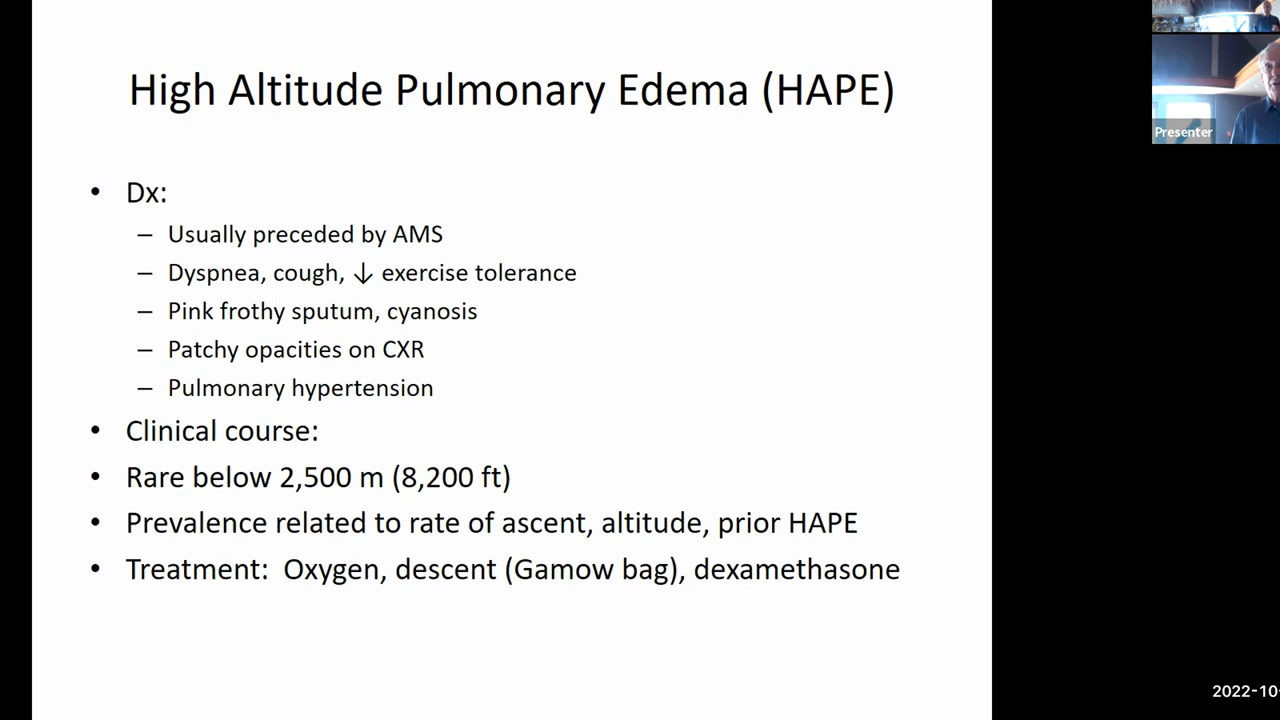 High Altitude Pulmonary Edema (HAPE)
• Dx:
– Usually preceded by AMS
– Dyspnea, cough, ↓ exercise tolerance
– Pink frothy sputum, cyanosis
– Patchy opacities on CXR
– Pulmonary hypertension
• Clinical course:
• Rare below 2,500 m (8,200 ft)
• Prevalence related to rate of ascent, altitude, prior HAPE
• Treatment:  Oxygen, descent (Gamow bag), dexamethasone
Presenter
2022-10-